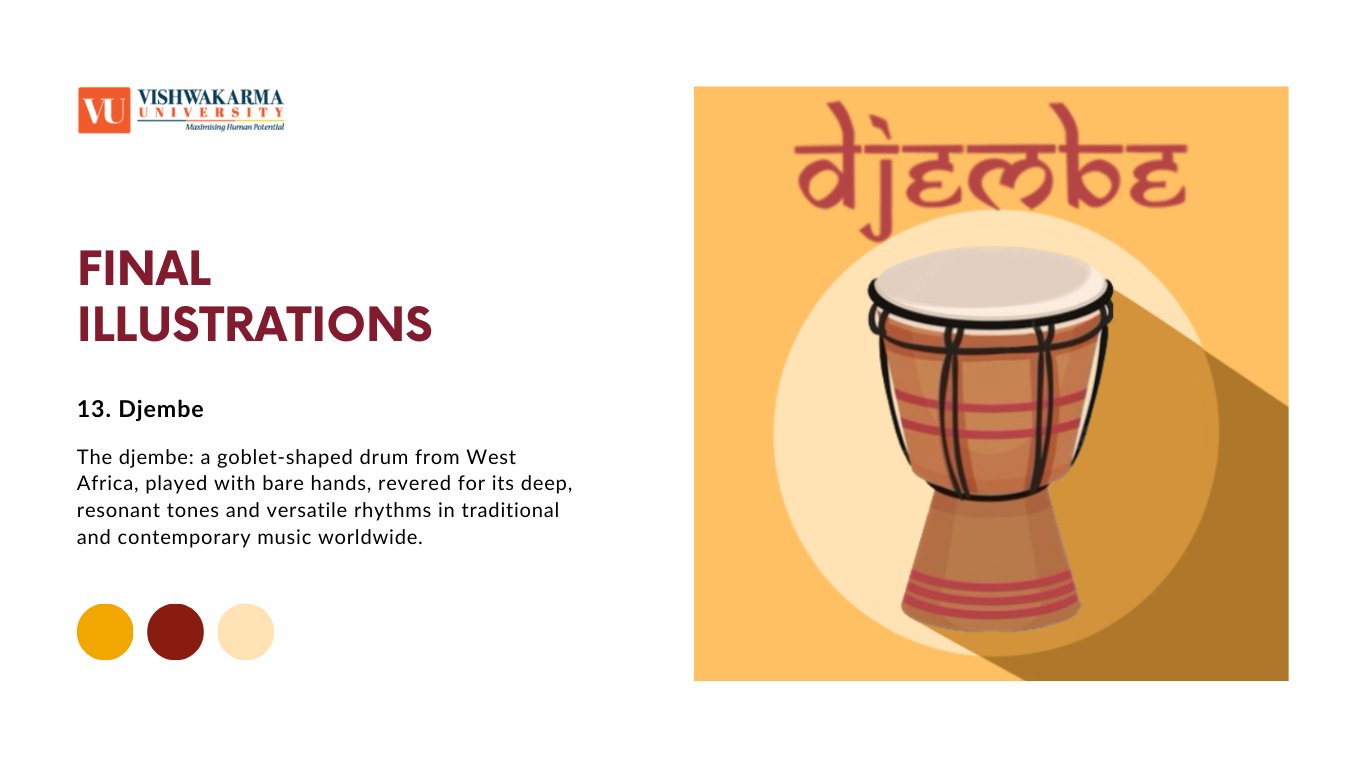 VU VISHWAKARMA
UNIVERSITY
Maximising Human Potential
FINAL
ILLUSTRATIONS
13. Djembe
The djembe: a goblet-shaped drum from West
Africa, played with bare hands, revered for its deep,
resonant tones and versatile rhythms in traditional
and contemporary music worldwide.
djembe